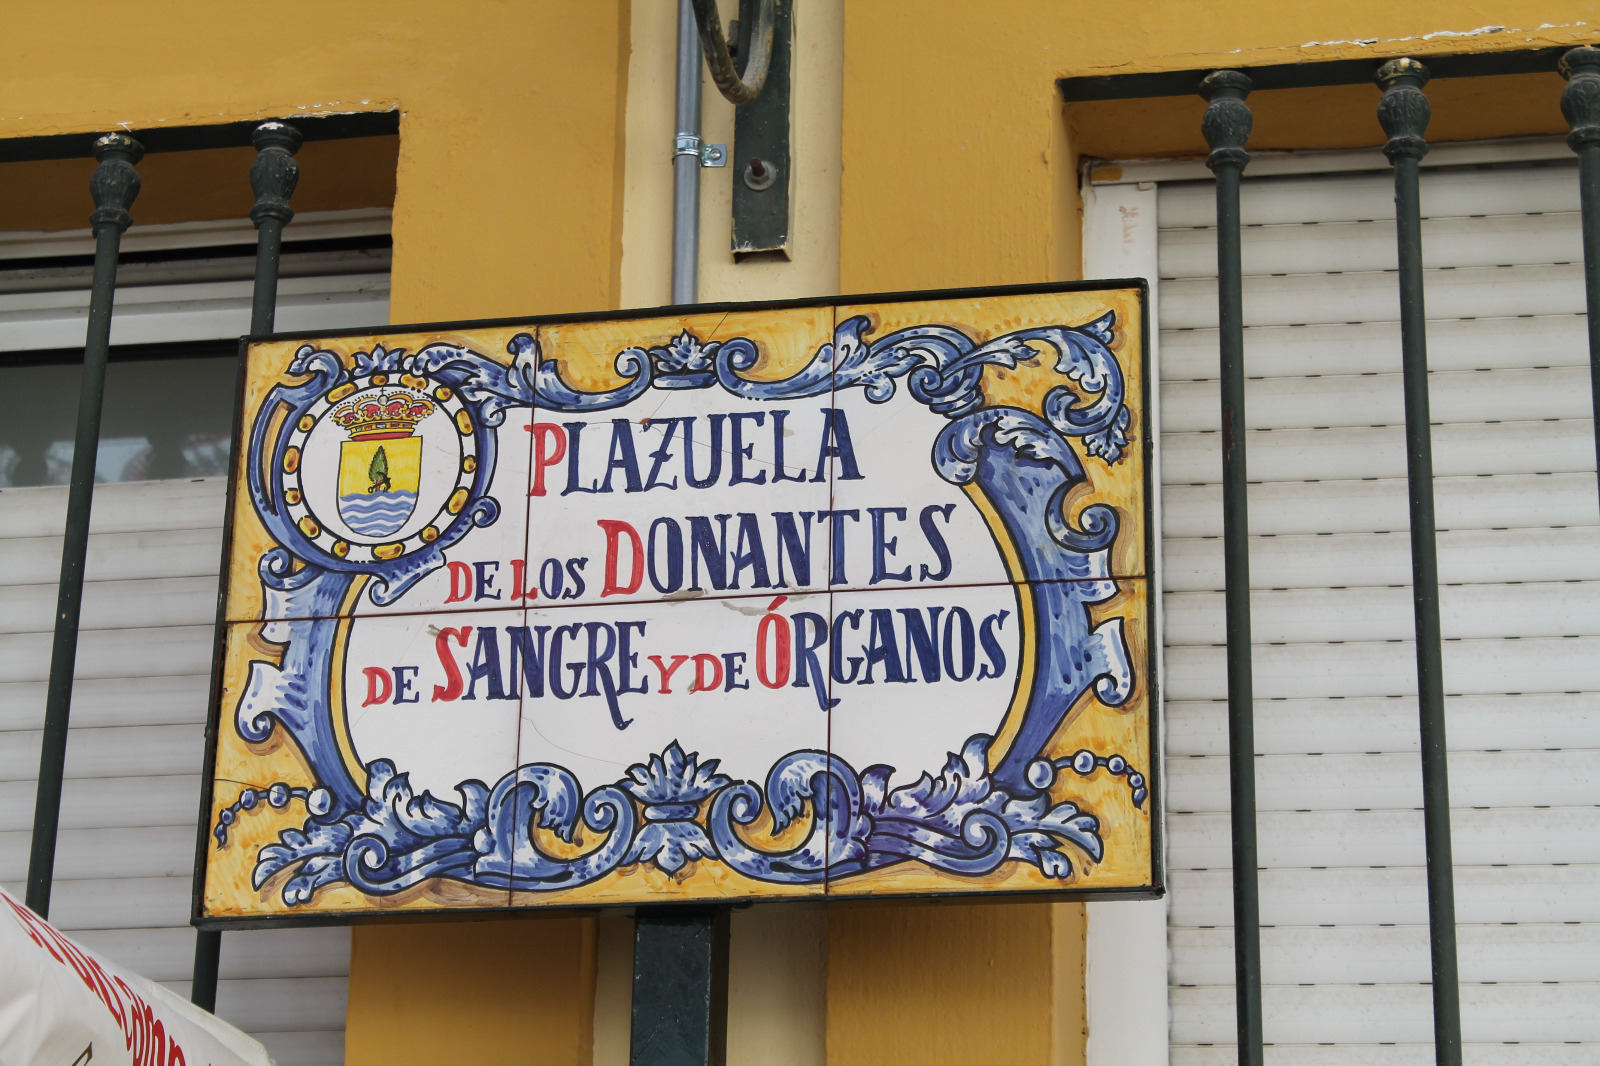 PLAZUELA
DE LOS DONANTES
DE SANGRE Y DE ÓRGANOS